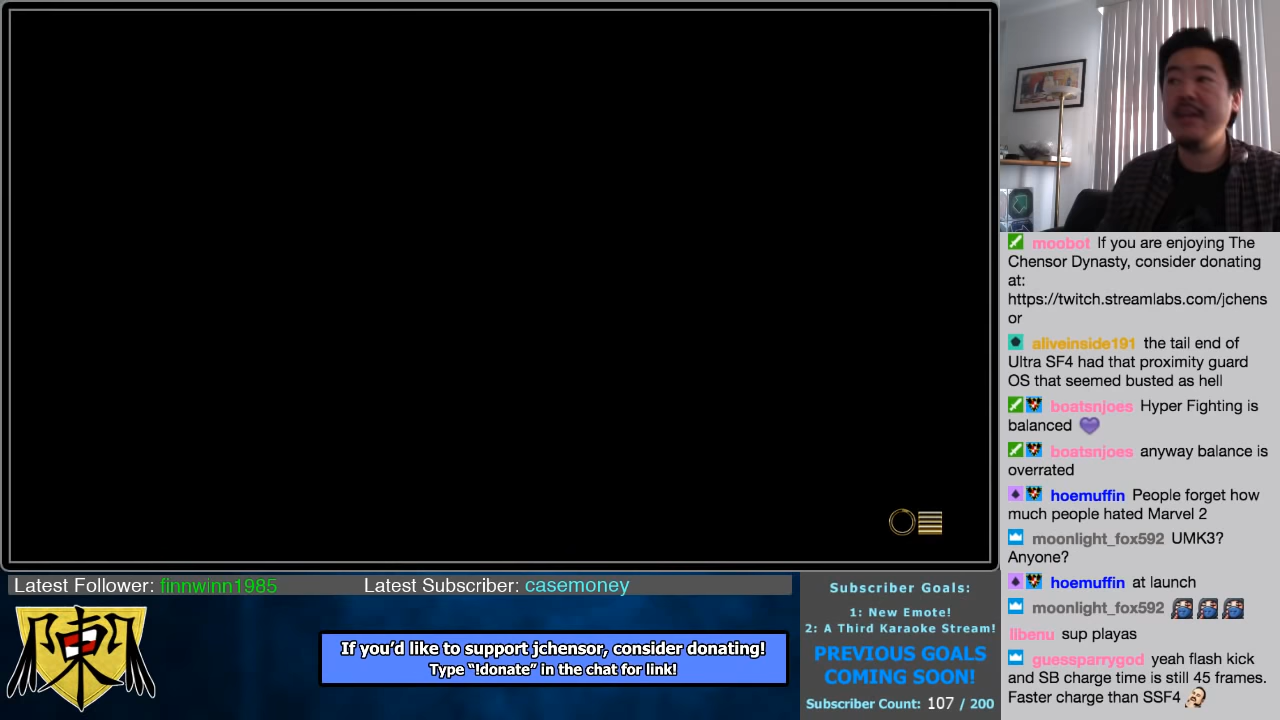 moobot If you are enjoying The
Chensor Dynasty, consider donating
at:
https://twitch.streamlabs.com/jchens
or
aliveinside191 the tail end of
Ultra SF4 had that proximity guard
OS that seemed busted as hell
boatsnjoes Hyper Fighting is
balanced
boatsnjoes anyway balance is
overrated
hoemuffin People forget how
much people hated Marvel 2
moonlight_fox592 UMK3?
Anyone?
hoemuffin at launch
moonlight_fox592
libenu sup playas
guessparrygod yeah flash kick
and SB charge time is still 45 frames.
Faster charge than SSF4
Latest Follower: finnwinn1985
Latest Subscriber: casemoney
If you'd like to support jchensor, consider donating!
Type "!donate" in the chat for link!
Subscriber Goals:
1: New Emote!
2: A Third Karaoke Stream!
PREVIOUS GOALS
COMING SOON!
Subscriber Count: 107 / 200